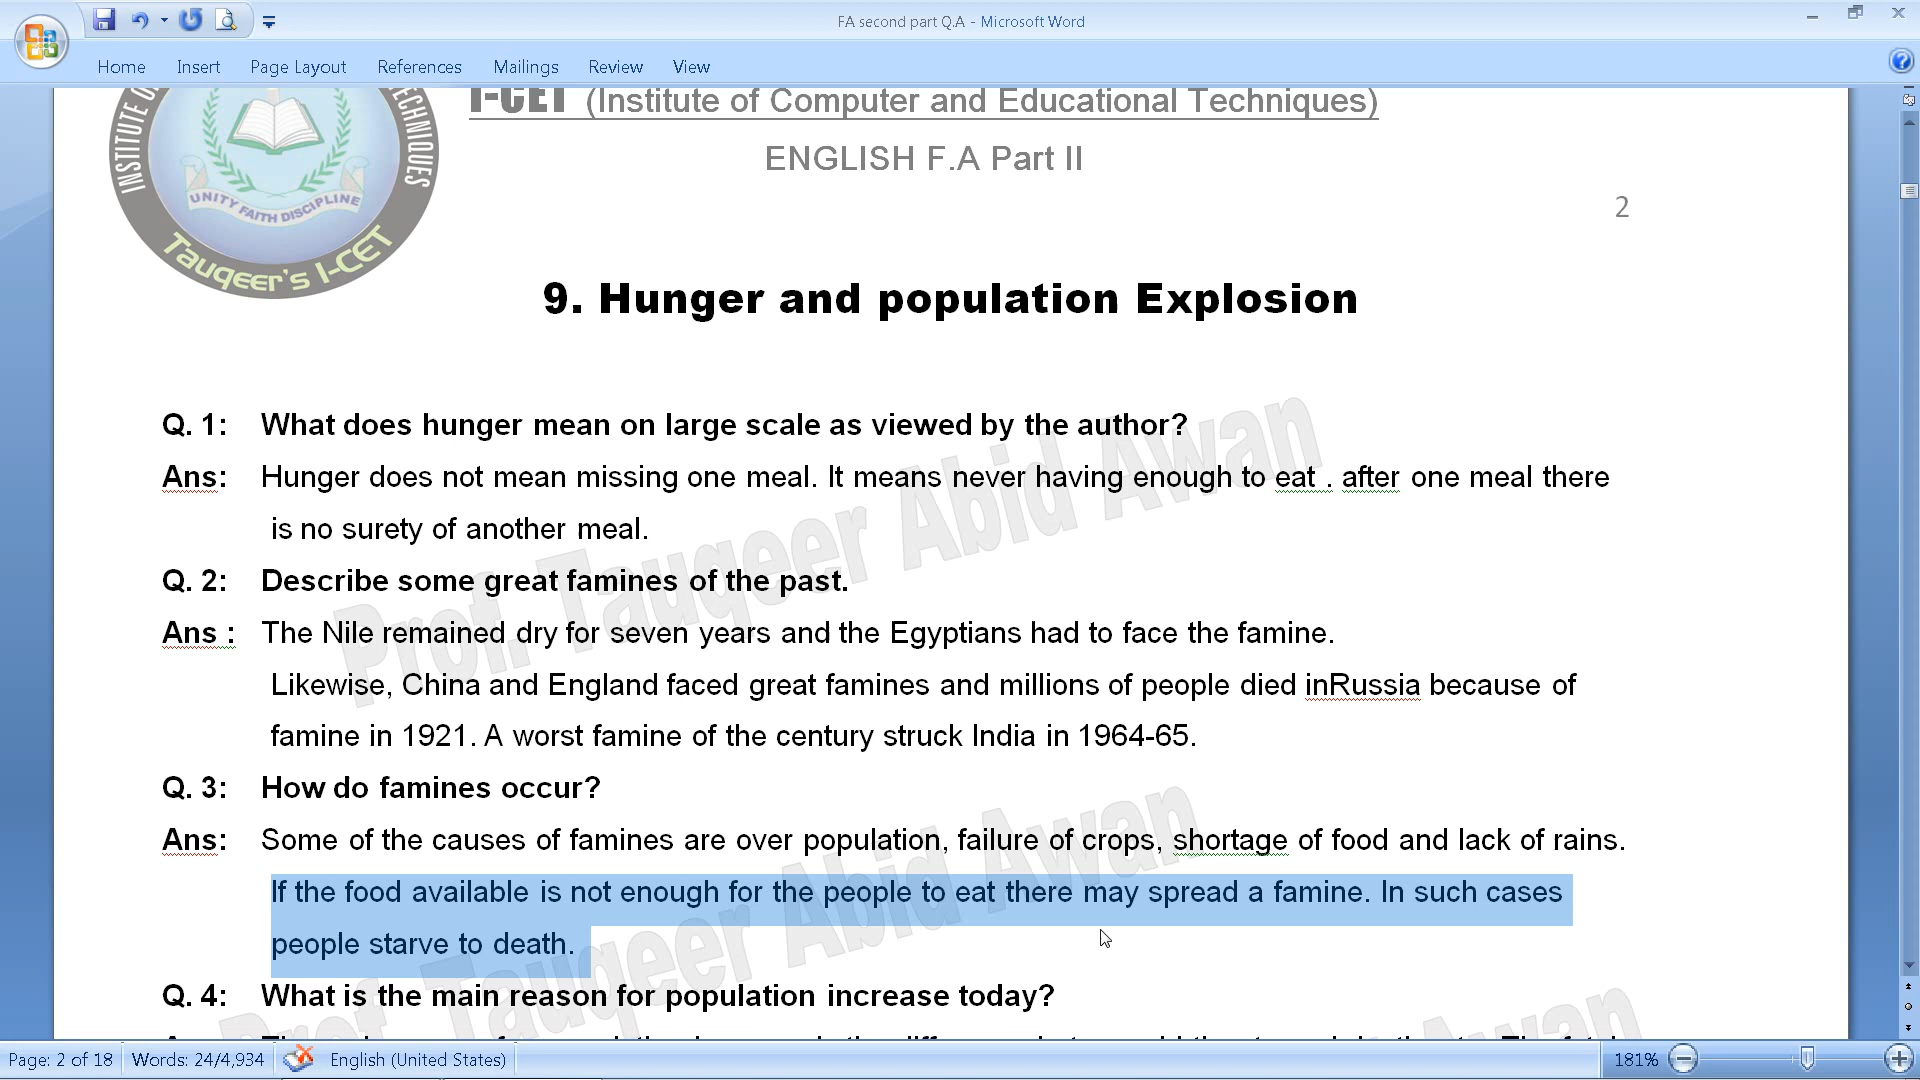 FA second part Q.A - Microsoft Word
Home Insert Page Layout References Mailings Review View
I-CET (Institute of Computer and Educational Techniques)
ENGLISH F.A Part II
INSTITUTE O
ECHNIQUES
UNITY FAITH DISCIPLINE
Tauqeer's I-CET
2
9. Hunger and population Explosion
Q. 1: What does hunger mean on large scale as viewed by the author?
Ans: Hunger does not mean missing one meal. It means never having enough to eat . after one meal there
is no surety of another meal.
Q. 2: Describe some great famines of the past.
Ans : The Nile remained dry for seven years and the Egyptians had to face the famine.
Likewise, China and England faced great famines and millions of people died inRussia because of
famine in 1921. A worst famine of the century struck India in 1964-65.
Q. 3: How do famines occur?
Ans: Some of the causes of famines are over population, failure of crops, shortage of food and lack of rains.
If the food available is not enough for the people to eat there may spread a famine. In such cases
people starve to death.
Q. 4: What is the main reason for population increase today?
Prof. Tauqeer Abid Awan
Prof. Tauqeer Abid Awan
Page: 2 of 18 Words: 24/4,934 English (United States) 181%